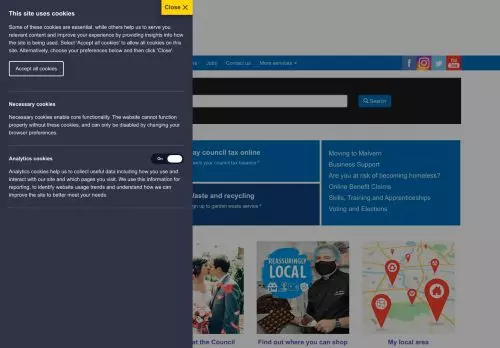 Close ✕
This site uses cookies
Some of these cookies are essential, while others help us to serve you
relevant content and improve your experience by providing insights into
how the site is being used. Select 'Accept all cookies' to allow all cookies on
this site. Alternatively, choose your preferences below and then click 'Close'.
Accept all cookies
Necessary cookies
Necessary cookies enable core functionality. The website cannot function
properly without these cookies, and can only be disabled by changing your
browser preferences.
Analytics cookies
On
Analytics cookies help us to collect useful data including how you use and
interact with our site and which pages you visit. We use this information for
reporting, to identify website usage trends and understand how we can
improve the site to better meet your needs.
Jobs
Contact us
More services
Search
ay council tax online
Waste and recycling
gn up to garden waste service
Moving to Malvern
Business Support
Are you at risk of becoming homeless?
Online Benefit Claims
Skills, Training and Apprenticeships
Voting and Elections
REASSURINGLY
LOCAL
at the Council
Find out where you can shop
My local area